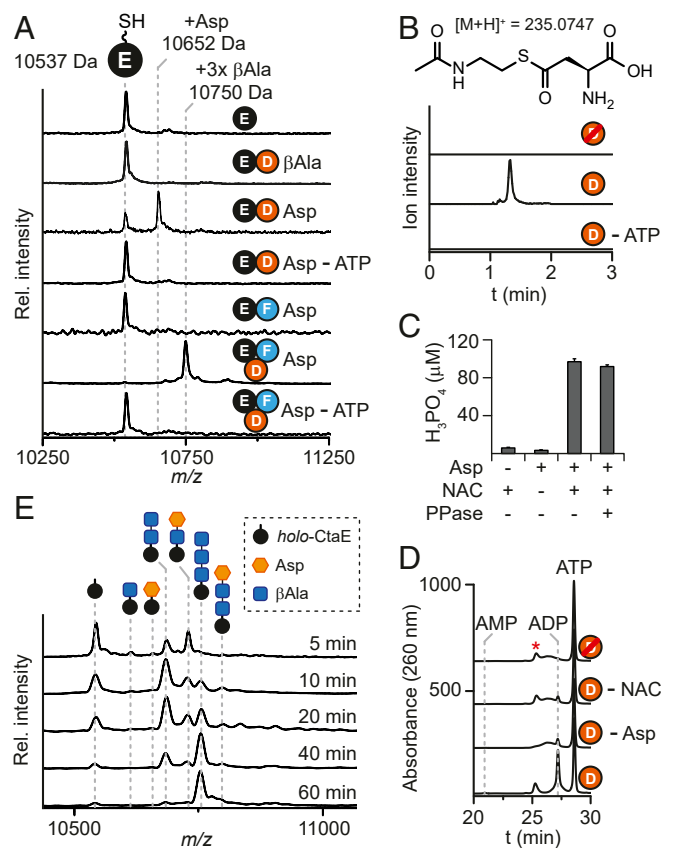 A
SH
E
10537 Da
+Asp
10652 Da
+3x βAla
10750 Da
E
E D βAla
E D Asp
E D Asp - ATP
E F Asp
E F D Asp
E F D Asp - ATP
Rel. intensity
10250 10750 11250
m/z
B
[M+H]⁺ = 235.0747
O
N
H
S
O
O
OH
NH₂
D
D
D - ATP
Ion intensity
0 1 2 3
t (min)
C
H₃PO₄ (μM)
120
80
40
Asp - + + +
NAC + - + +
PPase - - - +
D
ATP
1000
AMP ADP
*
D
500
D - NAC
D - Asp
D
Absorbance (260 nm)
20 25 30
t (min)
E
holo-CtaE
Asp
βAla
5 min
10 min
20 min
40 min
60 min
Rel. intensity
10500 11000
m/z